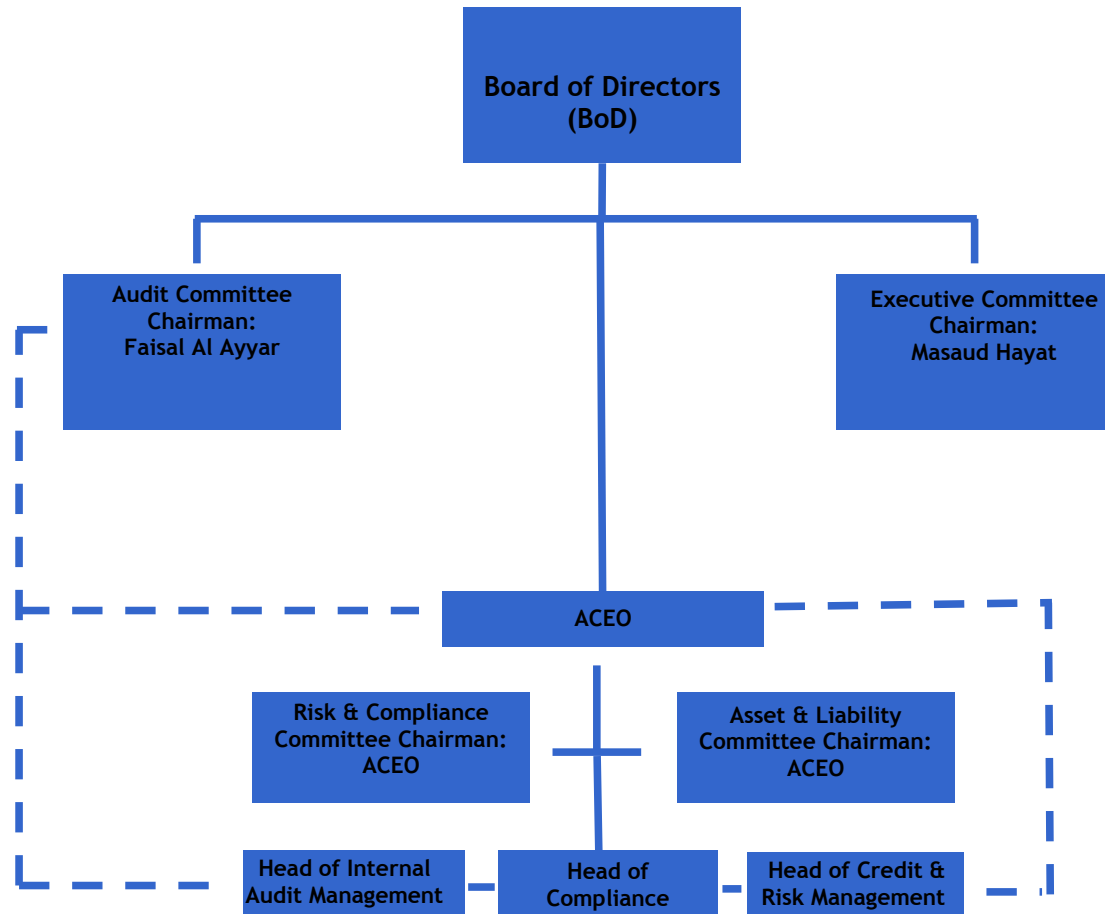 Board of Directors
(BoD)
Audit Committee
Chairman:
Faisal Al Ayyar
Executive Committee
Chairman:
Masaud Hayat
ACEO
Risk & Compliance
Committee Chairman:
ACEO
Asset & Liability
Committee Chairman:
ACEO
Head of Internal
Audit Management
Head of
Compliance
Head of Credit &
Risk Management